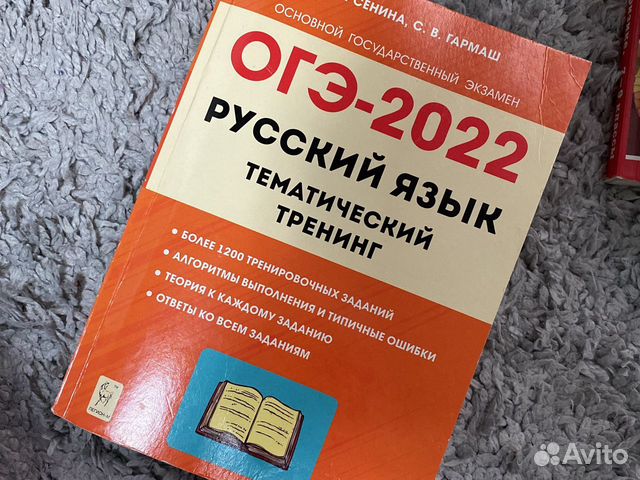 СЕНИНА, С. В. ГАРМАШ
ОСНОВНОЙ ГОСУДАРСТВЕННЫЙ ЭКЗАМЕН
ОГЭ-2022
РУССКИЙ ЯЗЫК
ТЕМАТИЧЕСКИЙ
ТРЕНИНГ
• БОЛЕЕ 1200 ТРЕНИРОВОЧНЫХ ЗАДАНИЙ
• АЛГОРИТМЫ ВЫПОЛНЕНИЯ И ТИПИЧНЫЕ ОШИБКИ
• ТЕОРИЯ К КАЖДОМУ ЗАДАНИЮ
• ОТВЕТЫ КО ВСЕМ ЗАДАНИЯМ
ЛЕГИОН-М
Avito